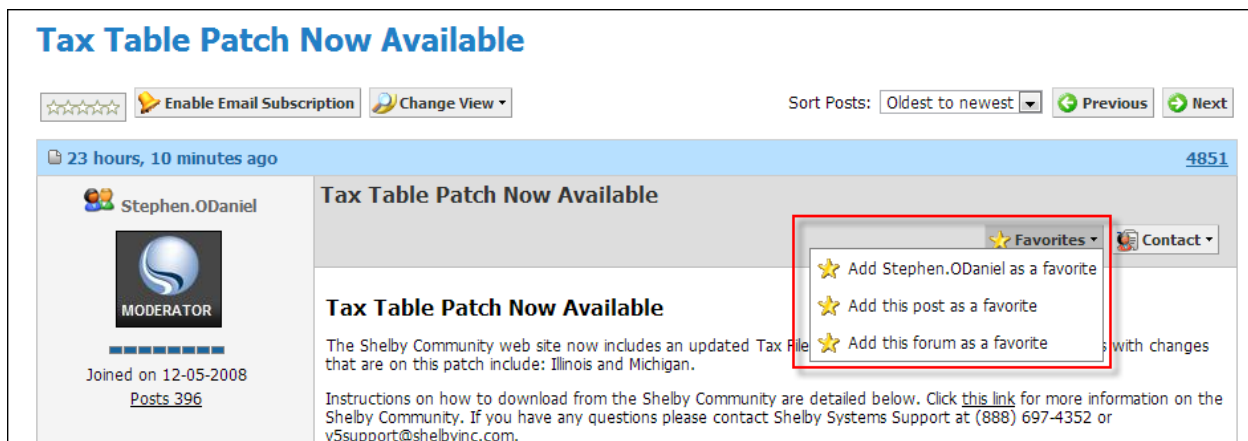 Tax Table Patch Now Available
Enable Email Subscription Change View Sort Posts: Oldest to newest Previous Next
23 hours, 10 minutes ago 4851
Stephen.ODaniel
Tax Table Patch Now Available
Favorites Contact
Add Stephen.ODaniel as a favorite
Add this post as a favorite
Add this forum as a favorite
MODERATOR
Joined on 12-05-2008
Posts 396
Tax Table Patch Now Available
The Shelby Community web site now includes an updated Tax File with changes
that are on this patch include: Illinois and Michigan.
Instructions on how to download from the Shelby Community are detailed below. Click this link for more information on the
Shelby Community. If you have any questions please contact Shelby Systems Support at (888) 697-4352 or
v5support@shelbyinc.com.